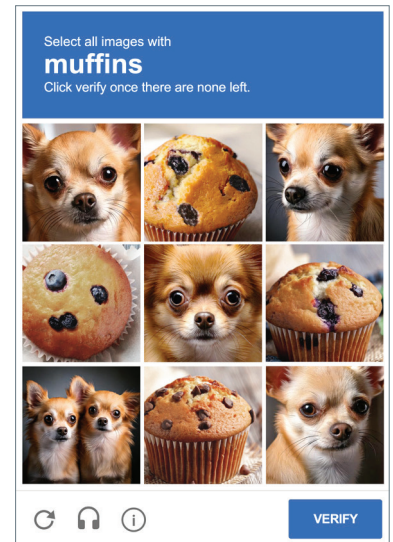 Select all images with
muffins
Click verify once there are none left.
VERIFY